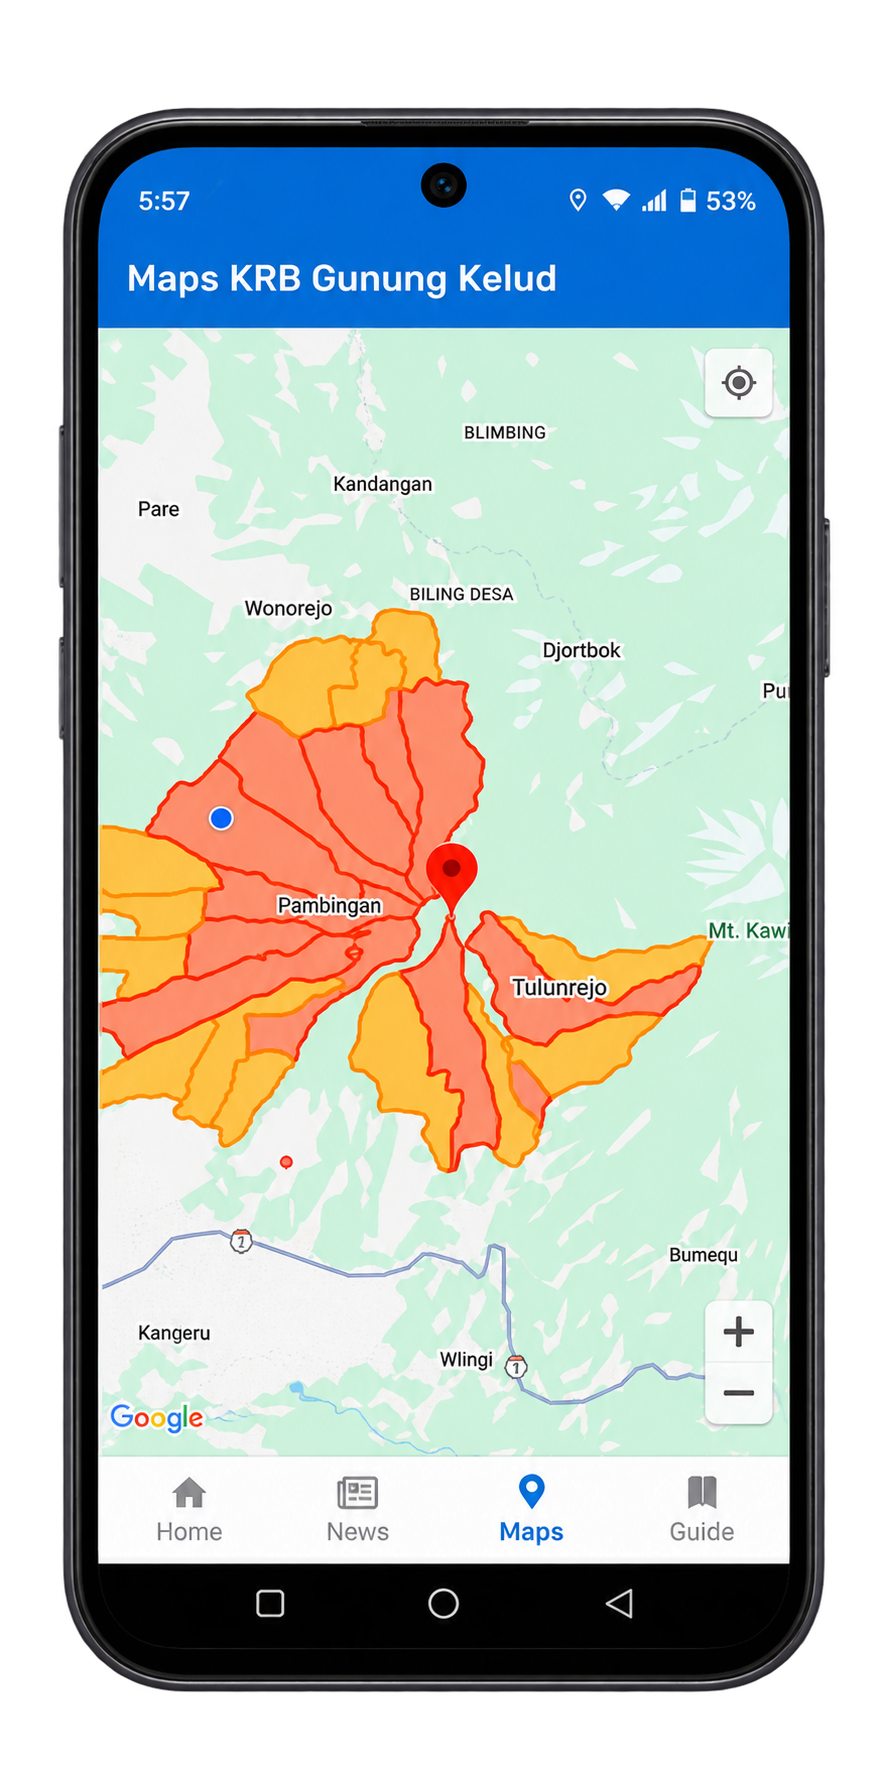 5:57
53%
Maps KRB Gunung Kelud
BLIMBING
Kandangan
Pare
BILING DESA
Wonorejo
Djortbok
Pu
Pambingan
Mt. Kawi
Tulunrejo
1
Bumequ
Kangeru
Wlingi
1
Google
Home
News
Maps
Guide